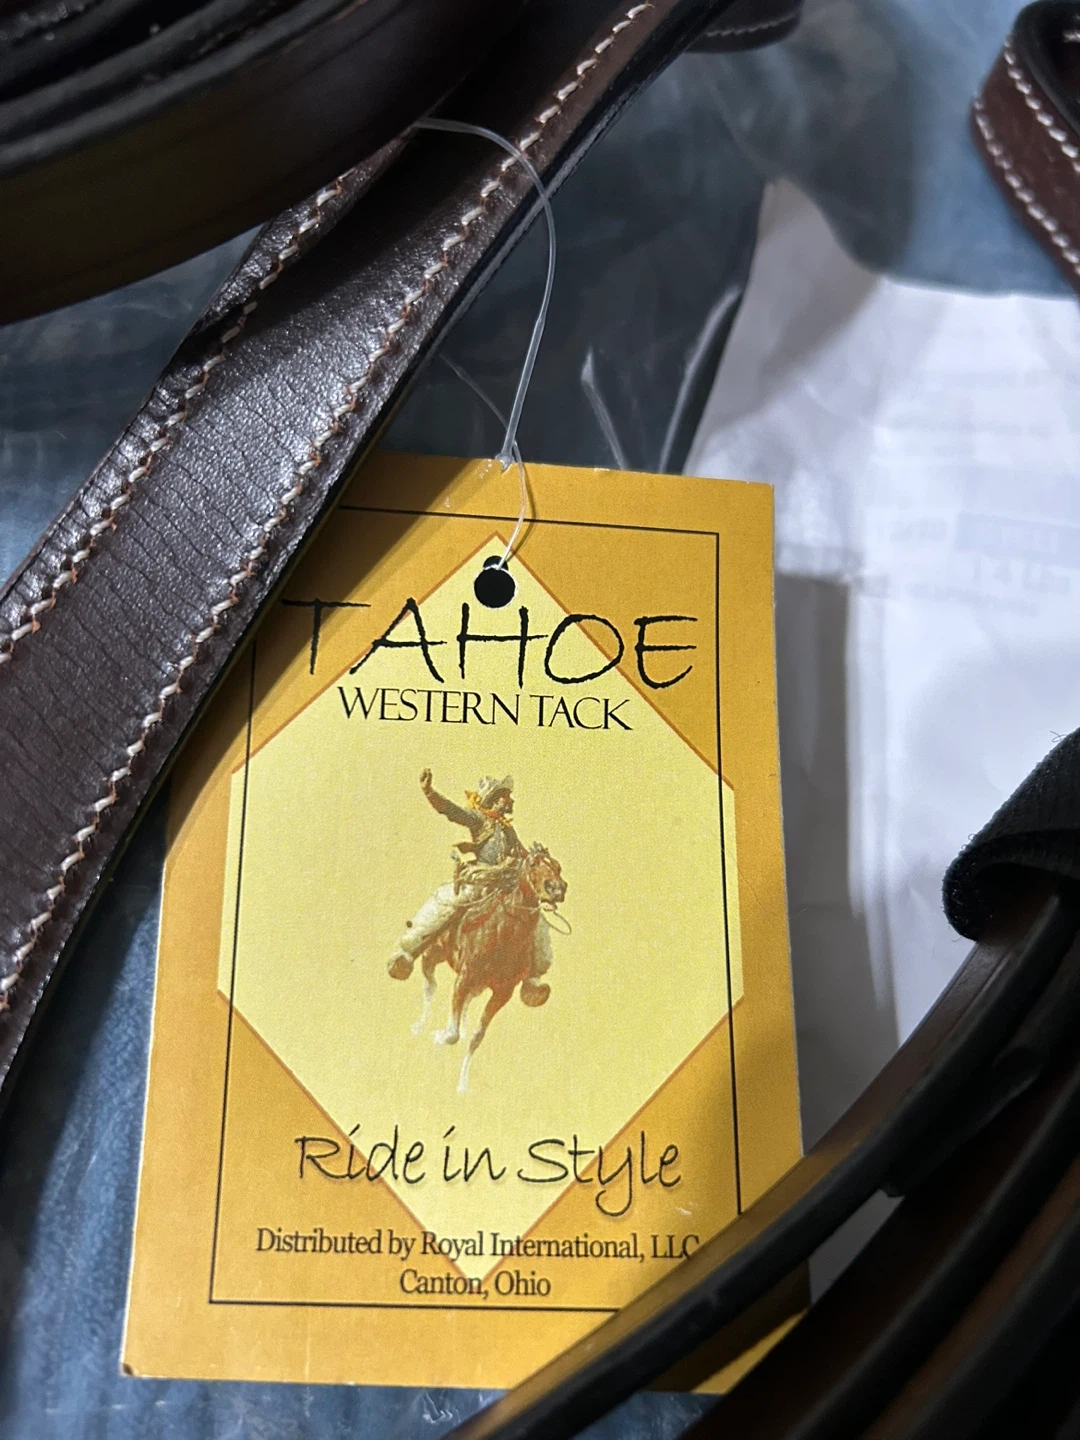 TAHOE
WESTERN TACK
Ride in Style
Distributed by Royal International, LLC
Canton, Ohio